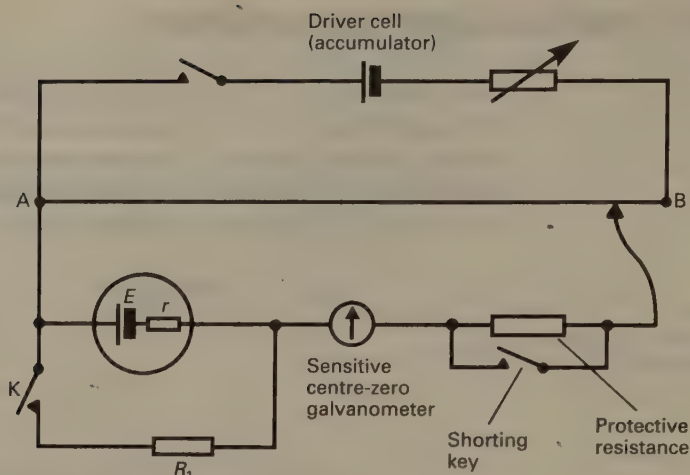 Driver cell
(accumulator)
A
B
E
r
K
Sensitive
centre-zero
galvanometer
Shorting
key
Protective
resistance
R₁